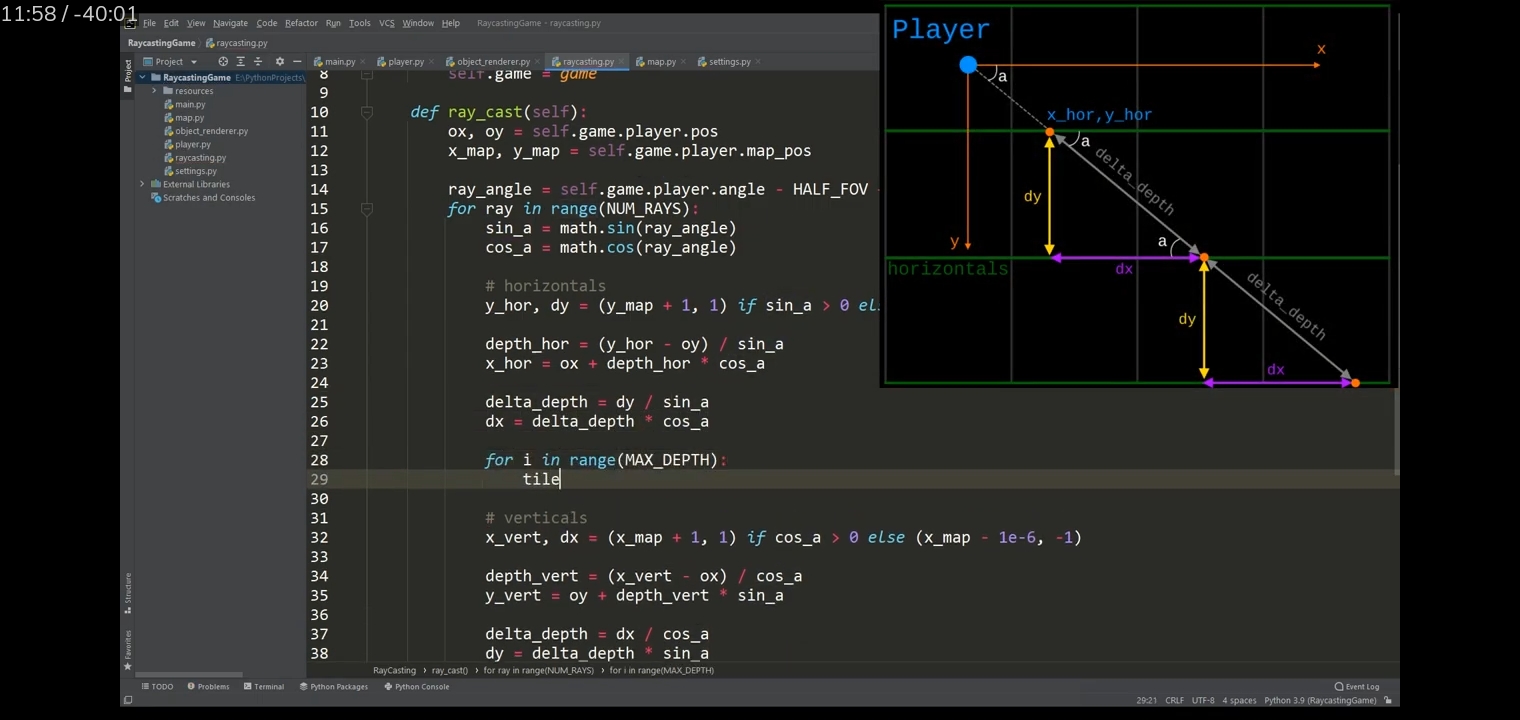 11:58 / -40:01
File Edit View Navigate Code Refactor Run Tools VCS Window Help RaycastingGame - raycasting.py
RaycastingGame raycasting.py
Project
Project
main.py player.py object_renderer.py raycasting.py map.py settings.py
RaycastingGame E:\PythonProjects\
resources
main.py
map.py
object_renderer.py
player.py
raycasting.py
settings.py
External Libraries
Scratches and Consoles
8 self.game = game
9
10 def ray_cast(self):
11 ox, oy = self.game.player.pos
12 x_map, y_map = self.game.player.map_pos
13
14 ray_angle = self.game.player.angle - HALF_FOV
15 for ray in range(NUM_RAYS):
16 sin_a = math.sin(ray_angle)
17 cos_a = math.cos(ray_angle)
18
19 # horizontals
20 y_hor, dy = (y_map + 1, 1) if sin_a > 0 el
21
22 depth_hor = (y_hor - oy) / sin_a
23 x_hor = ox + depth_hor * cos_a
24
25 delta_depth = dy / sin_a
26 dx = delta_depth * cos_a
27
28 for i in range(MAX_DEPTH):
29 tile
30
31 # verticals
32 x_vert, dx = (x_map + 1, 1) if cos_a > 0 else (x_map - 1e-6, -1)
33
34 depth_vert = (x_vert - ox) / cos_a
35 y_vert = oy + depth_vert * sin_a
36
37 delta_depth = dx / cos_a
38 dy = delta_depth * sin_a
Player
x
a
x_hor,y_hor
a
delta_depth
dy
y
a
horizontals
dx
delta_depth
dy
dx
Structure
Favorites
RayCasting ray_cast() for ray in range(NUM_RAYS) for i in range(MAX_DEPTH)
TODO Problems Terminal Python Packages Python Console Event Log
29:21 CRLF UTF-8 4 spaces Python 3.9 (RaycastingGame)